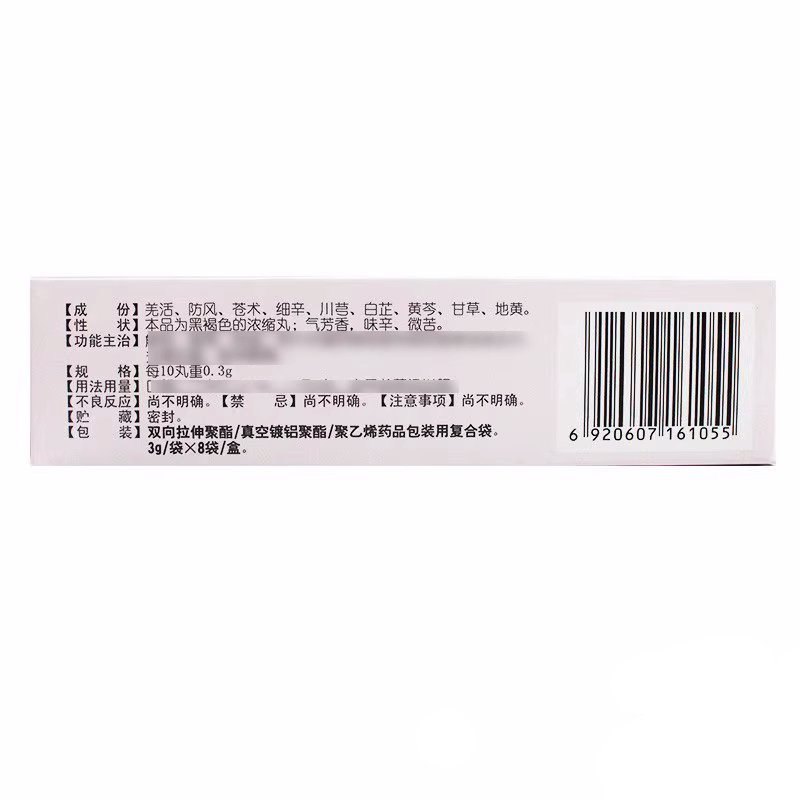 【成 份】羌活、防风、苍术、细辛、川芎、白芷、黄芩、甘草、地黄。
【性 状】本品为黑褐色的浓缩丸；气芳香，味辛、微苦。
【功能主治】
【规 格】每10丸重0.3g
【用法用量】
【不良反应】尚不明确。【禁 忌】尚不明确。【注意事项】尚不明确。
【贮 藏】密封。
【包 装】双向拉伸聚酯/真空镀铝聚酯/聚乙烯药品包装用复合袋。
3g/袋×8袋/盒。
6 920607 161055